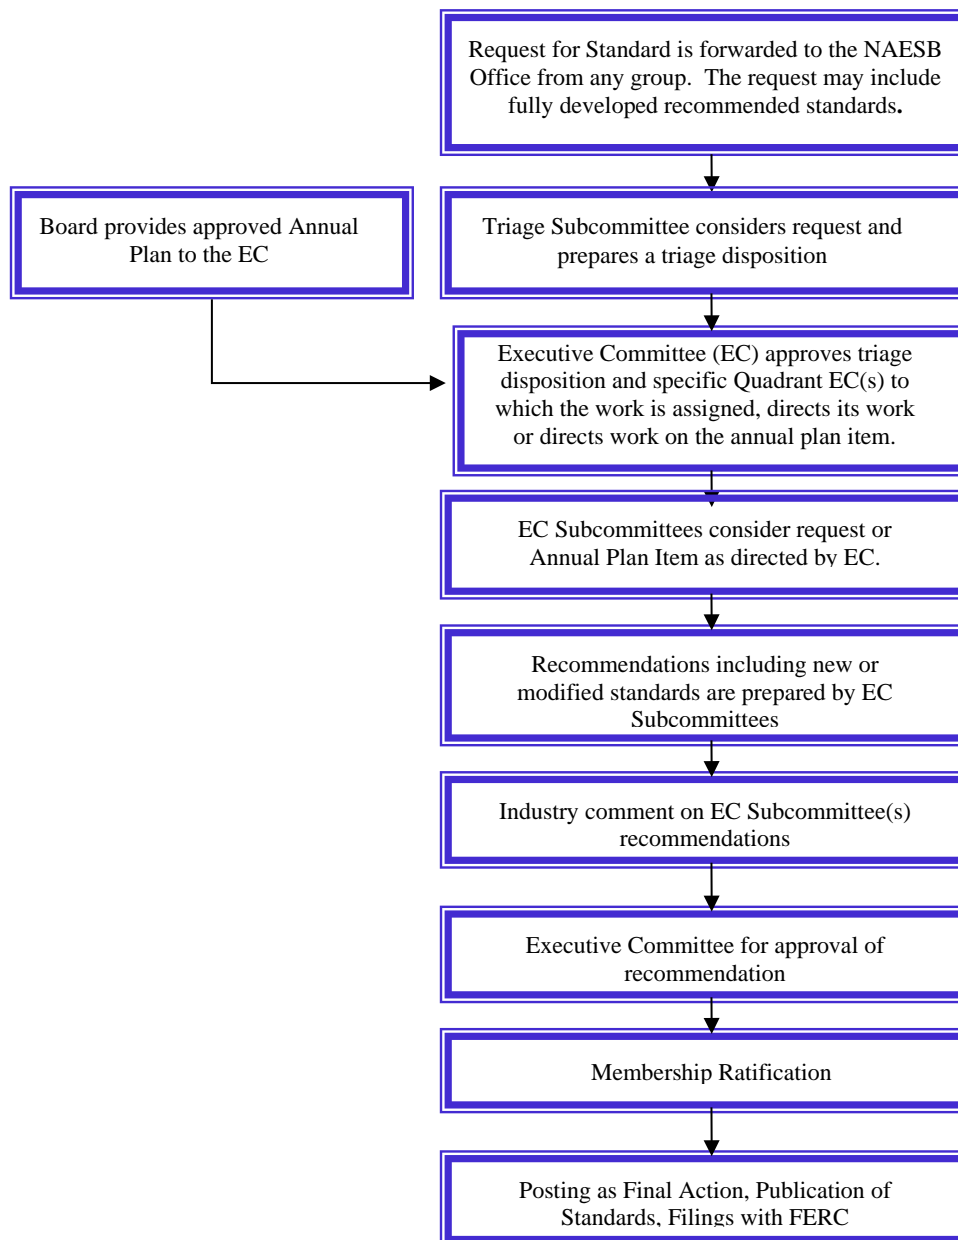 Request for Standard is forwarded to the NAESB
Office from any group. The request may include
fully developed recommended standards.
Board provides approved Annual
Plan to the EC
Triage Subcommittee considers request and
prepares a triage disposition
Executive Committee (EC) approves triage
disposition and specific Quadrant EC(s) to
which the work is assigned, directs its work
or directs work on the annual plan item.
EC Subcommittees consider request or
Annual Plan Item as directed by EC.
Recommendations including new or
modified standards are prepared by EC
Subcommittees
Industry comment on EC Subcommittee(s)
recommendations
Executive Committee for approval of
recommendation
Membership Ratification
Posting as Final Action, Publication of
Standards, Filings with FERC